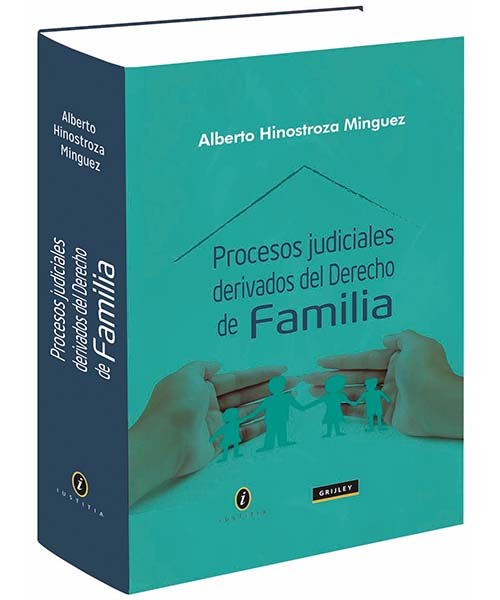 Alberto Hinostroza Minguez
Procesos judiciales
derivados del Derecho
de Familia
i
IUSTITIA
GRIJLEY
Alberto
Hinostroza
Minguez
Procesos judiciales
derivados del Derecho
de Familia
i
IUSTITIA